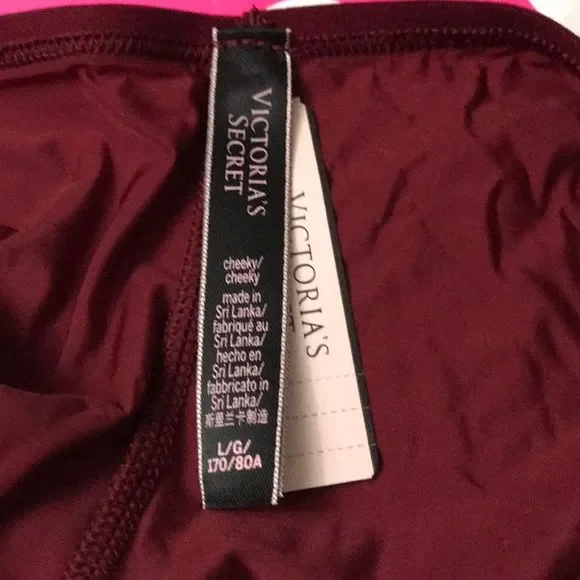 VICTORIA'S
SECRET
cheeky/
cheeky
made in
Sri Lanka/
fabriqué au
Sri Lanka/
hecho en
Sri Lanka/
fabbricato in
Sri Lanka/
斯里兰卡制造
L/G/
170/80A
VICTORIA'S
RET